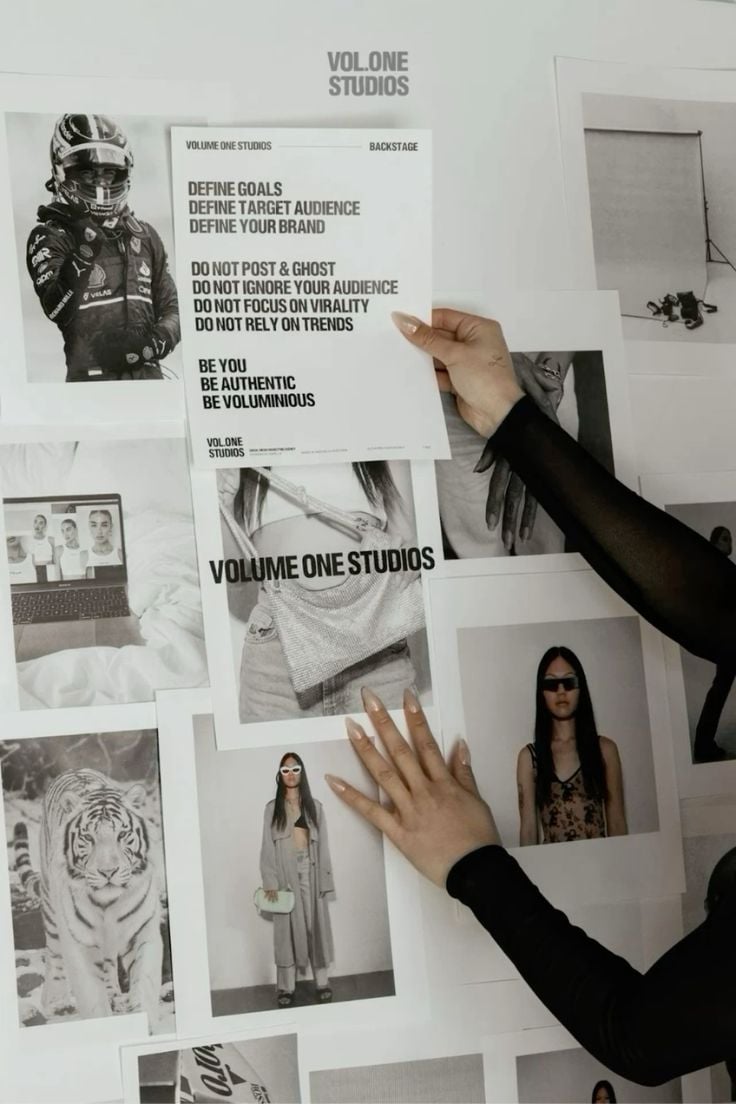 VOL.ONE
STUDIOS
VOLUME ONE STUDIOS BACKSTAGE
DEFINE GOALS
DEFINE TARGET AUDIENCE
DEFINE YOUR BRAND
DO NOT POST & GHOST
DO NOT IGNORE YOUR AUDIENCE
DO NOT FOCUS ON VIRALITY
DO NOT RELY ON TRENDS
BE YOU
BE AUTHENTIC
BE VOLUMINIOUS
VOL.ONE
STUDIOS
VOLUME ONE STUDIOS
VELAS